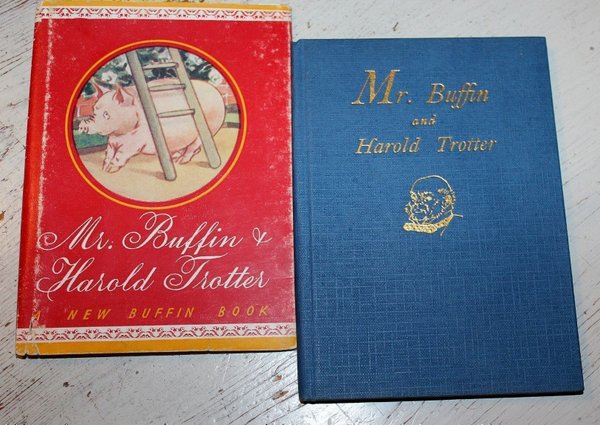 Mr. Buffin &
Harold Trotter
A NEW BUFFIN BOOK
Mr. Buffin
and
Harold Trotter